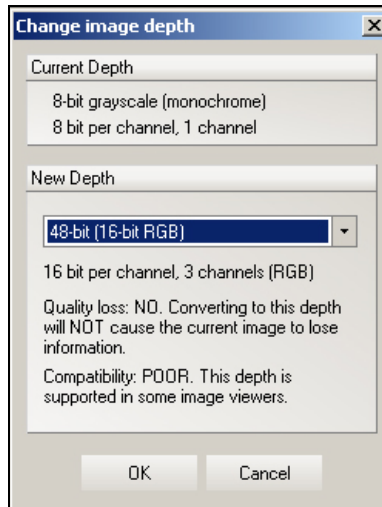 Change image depth
Current Depth
8-bit grayscale (monochrome)
8 bit per channel, 1 channel
New Depth
48-bit (16-bit RGB)
16 bit per channel, 3 channels (RGB)
Quality loss: NO. Converting to this depth
will NOT cause the current image to lose
information.
Compatibility: POOR. This depth is
supported in some image viewers.
OK Cancel